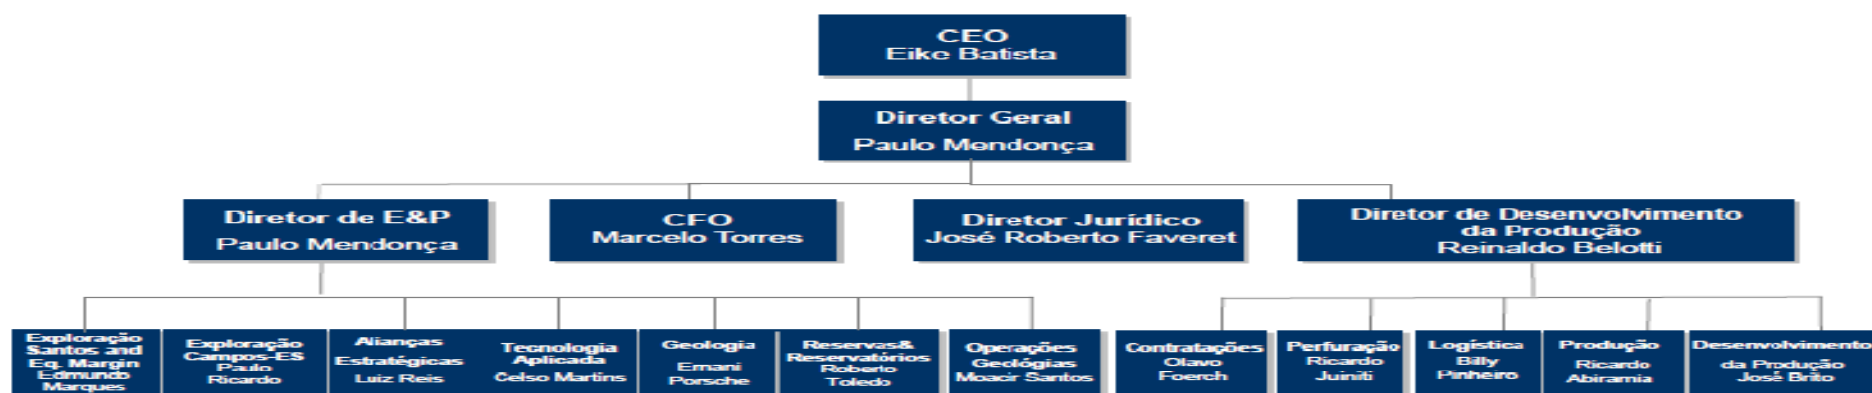 CEO
Eike Batista
Diretor Geral
Paulo Mendonça
Diretor de E&P
Paulo Mendonça
CFO
Marcelo Torres
Diretor Jurídico
José Roberto Faveret
Diretor de Desenvolvimento
da Produção
Reinaldo Belotti
Exploração
Santos and
Eq. Margin
Edmundo
Marques
Exploração
Campos-ES
Paulo
Ricardo
Alianças
Estratégicas
Luiz Reis
Tecnologia
Aplicada
Celso Martins
Geologia
Ernani
Porsche
Reservas&
Reservatórios
Roberto
Toledo
Operações
Geológias
Moacir Santos
Contratações
Olavo
Foerch
Perfuração
Ricardo
Juiniti
Logística
Billy
Pinheiro
Produção
Ricardo
Abiramia
Desenvolvimento
da Produção
José Brito